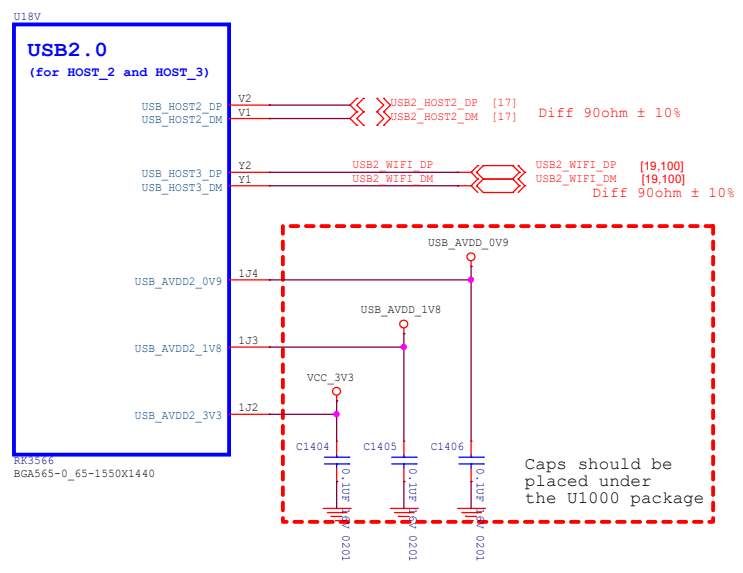 U18V
USB2.0
(for HOST_2 and HOST_3)
USB_HOST2_DP V2 USB2_HOST2_DP [17]
USB_HOST2_DM V1 USB2_HOST2_DM [17]
Diff 90ohm ± 10%
USB_HOST3_DP Y2 USB2_WIFI_DP USB2_WIFI_DP [19,100]
USB_HOST3_DM Y1 USB2_WIFI_DM USB2_WIFI_DM [19,100]
Diff 90ohm ± 10%
USB_AVDD_0V9
USB_AVDD2_0V9 1J4
USB_AVDD_1V8
USB_AVDD2_1V8 1J3
VCC_3V3
USB_AVDD2_3V3 1J2
C1404 C1405 C1406
0.1UF 16V 0201
0.1UF 16V 0201
0.1UF 16V 0201
RK3566
BGA565-0_65-1550X1440
Caps should be
placed under
the U1000 package